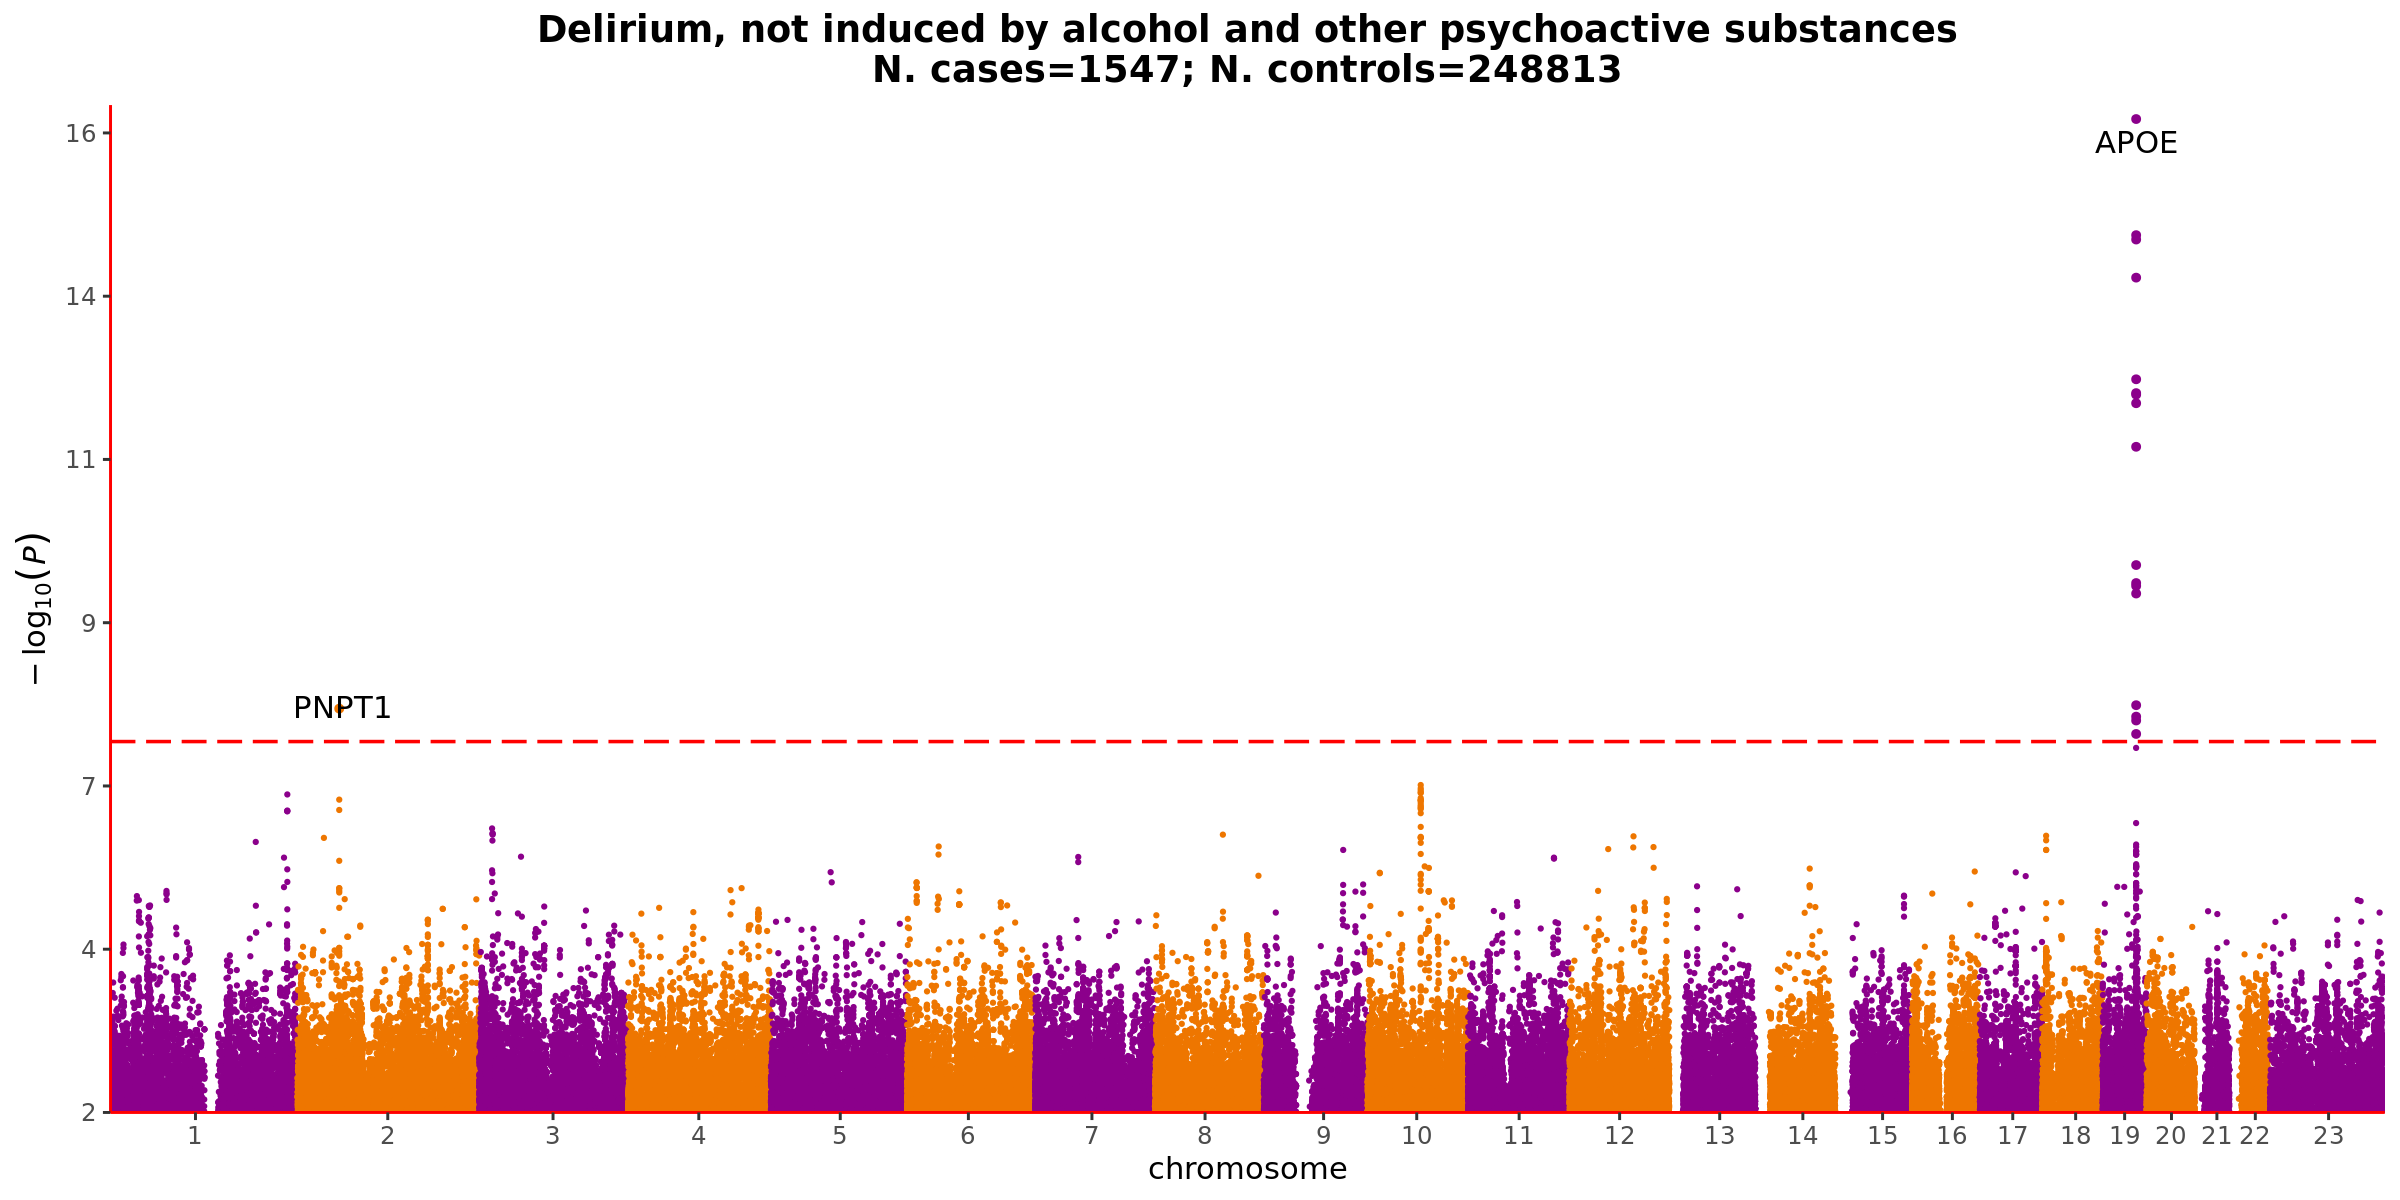 Delirium, not induced by alcohol and other psychoactive substances
N. cases=1547; N. controls=248813
16
APOE
14
11
−log₁₀(P)
9
PNPT1
7
4
2
1 2 3 4 5 6 7 8 9 10 11 12 13 14 15 16 17 18 19 20 21 22 23
chromosome